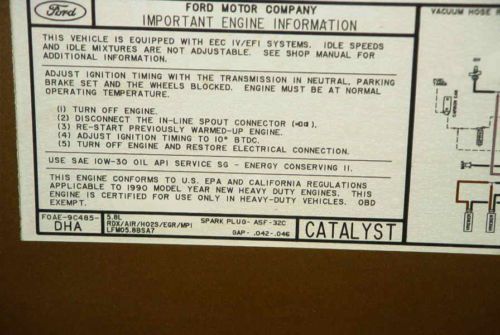 Ford
FORD MOTOR COMPANY
IMPORTANT ENGINE INFORMATION
VACUUM HOSE
THIS VEHICLE IS EQUIPPED WITH EEC IV/EFI SYSTEMS. IDLE SPEEDS
AND IDLE MIXTURES ARE NOT ADJUSTABLE. SEE SHOP MANUAL FOR
ADDITIONAL INFORMATION.
ADJUST IGNITION TIMING WITH THE TRANSMISSION IN NEUTRAL, PARKING
BRAKE SET AND THE WHEELS BLOCKED. ENGINE MUST BE AT NORMAL
OPERATING TEMPERATURE.
(1) TURN OFF ENGINE.
(2) DISCONNECT THE IN-LINE SPOUT CONNECTOR
(3) RE-START PREVIOUSLY WARMED-UP ENGINE.
(4) ADJUST IGNITION TIMING TO 10° BTDC.
(5) TURN OFF ENGINE AND RESTORE ELECTRICAL CONNECTION.
USE SAE 10W-30 OIL API SERVICE SG - ENERGY CONSERVING II.
THIS ENGINE CONFORMS TO U.S. EPA AND CALIFORNIA REGULATIONS
APPLICABLE TO 1990 MODEL YEAR NEW HEAVY DUTY ENGINES. THIS
ENGINE IS CERTIFIED FOR USE ONLY IN HEAVY-DUTY VEHICLES. OBD
EXEMPT.
F0AE-9C485-
DHA
5.8L
RDX/AIR/HO2S/EGR/MPI
LFM05.8BSA7
SPARK PLUG- ASF-32C
GAP- .042-.046
CATALYST